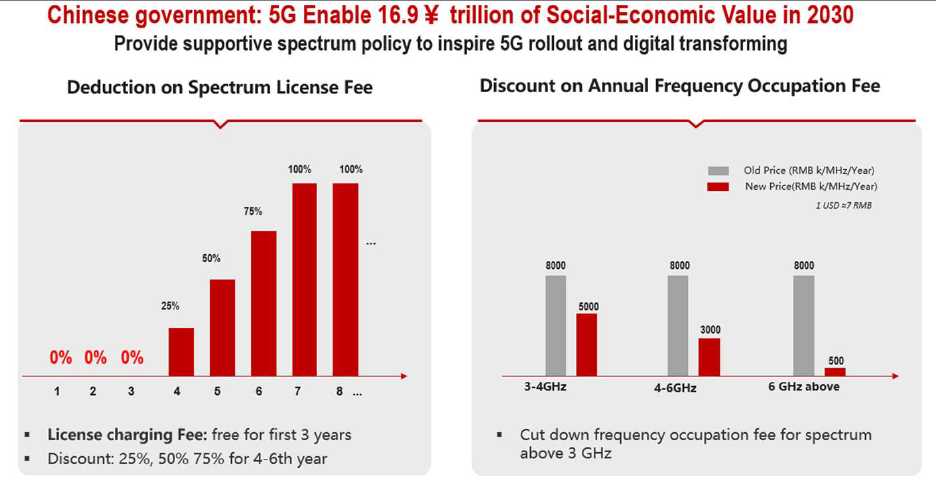 Chinese government: 5G Enable 16.9￥ trillion of Social-Economic Value in 2030
Provide supportive spectrum policy to inspire 5G rollout and digital transforming
Deduction on Spectrum License Fee
0% 0% 0% 25% 50% 75% 100% 100% ...
1 2 3 4 5 6 7 8 ...
▪ License charging Fee: free for first 3 years
▪ Discount: 25%, 50% 75% for 4-6th year
Discount on Annual Frequency Occupation Fee
Old Price (RMB k/MHz/Year)
New Price(RMB k/MHz/Year)
1 USD ≈7 RMB
8000 5000 8000 3000 8000 500
3-4GHz 4-6GHz 6 GHz above
▪ Cut down frequency occupation fee for spectrum
above 3 GHz